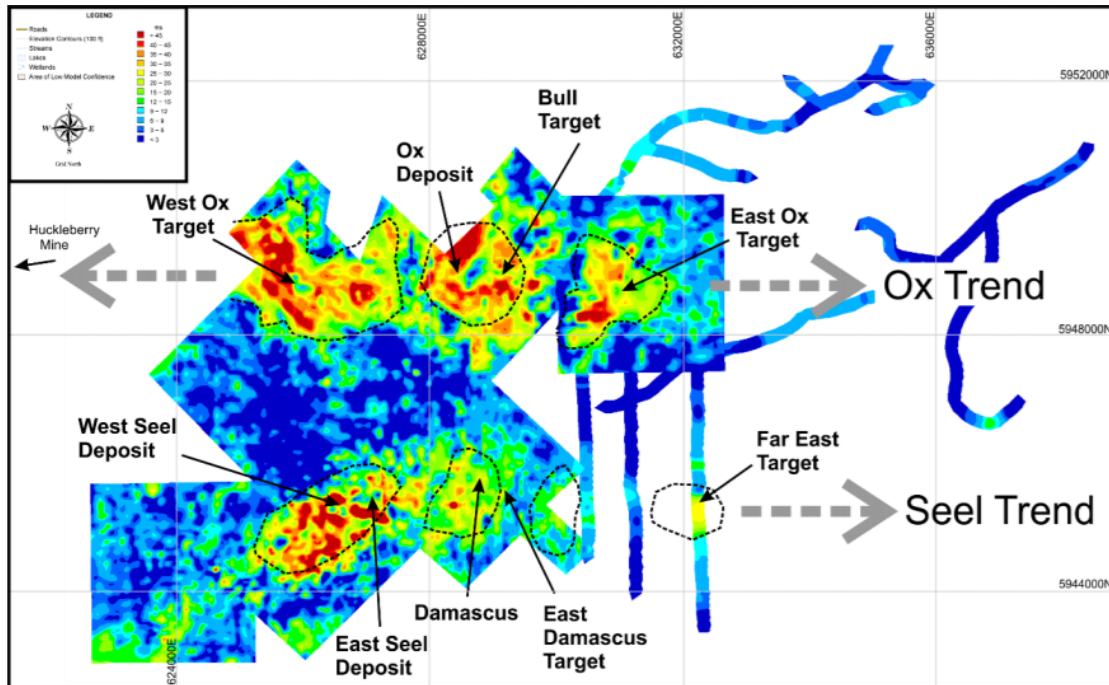 LEGEND
Roads
Elevation Contours (100 ft)
Streams
Lakes
Wetlands
Area of Low Model Confidence
ms
> 45
40 - 45
35 - 40
30 - 35
25 - 30
20 - 25
15 - 20
12 - 15
9 - 12
6 - 9
3 - 6
< 3
N
W
E
S
Grid North
628000E
632000E
636000E
5952000N
Bull
Target
Ox
Deposit
West Ox
Target
East Ox
Target
Huckleberry
Mine
Ox Trend
5948000N
West Seel
Deposit
Far East
Target
Seel Trend
5944000N
Damascus
East
Damascus
Target
East Seel
Deposit
624000E